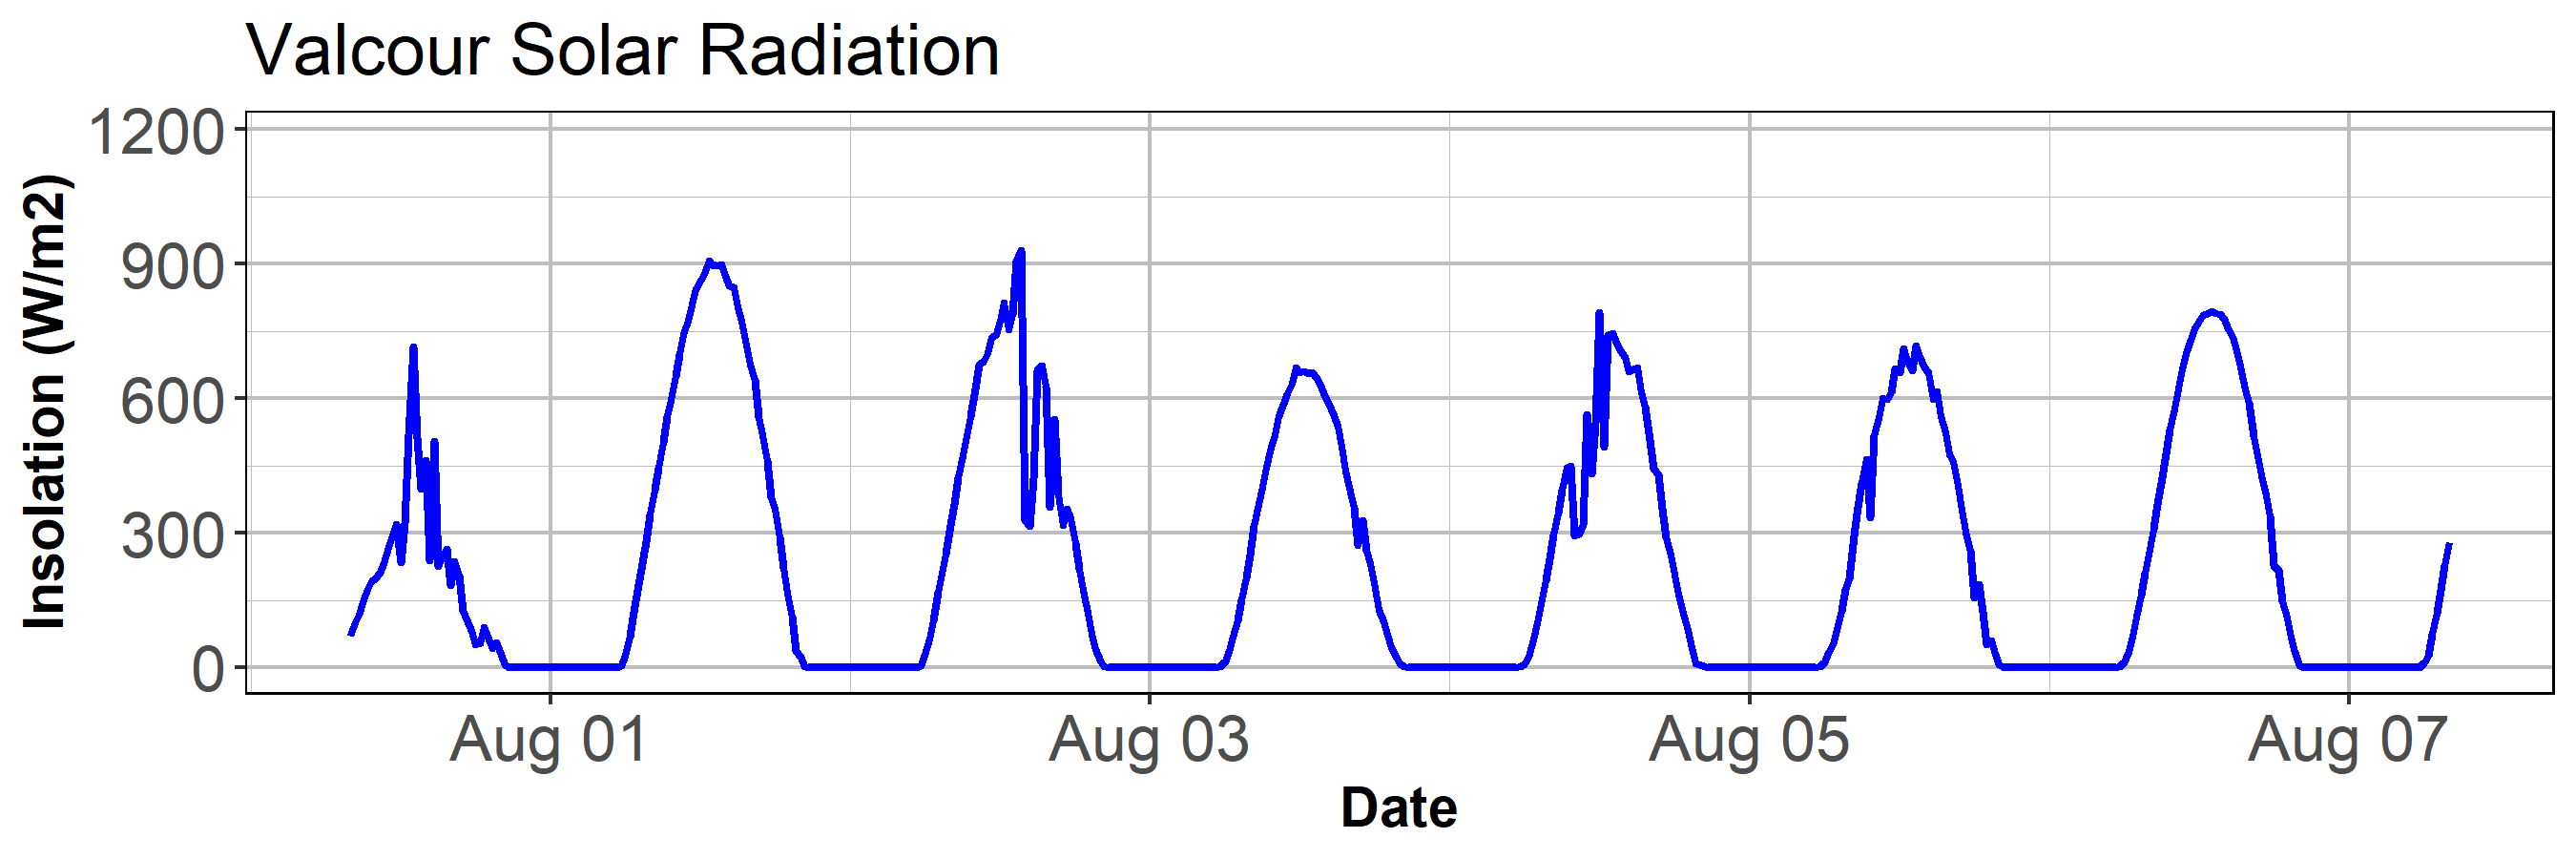 Valcour Solar Radiation
1200
900
600
300
0
Insolation (W/m2)
Aug 01 Aug 03 Aug 05 Aug 07
Date